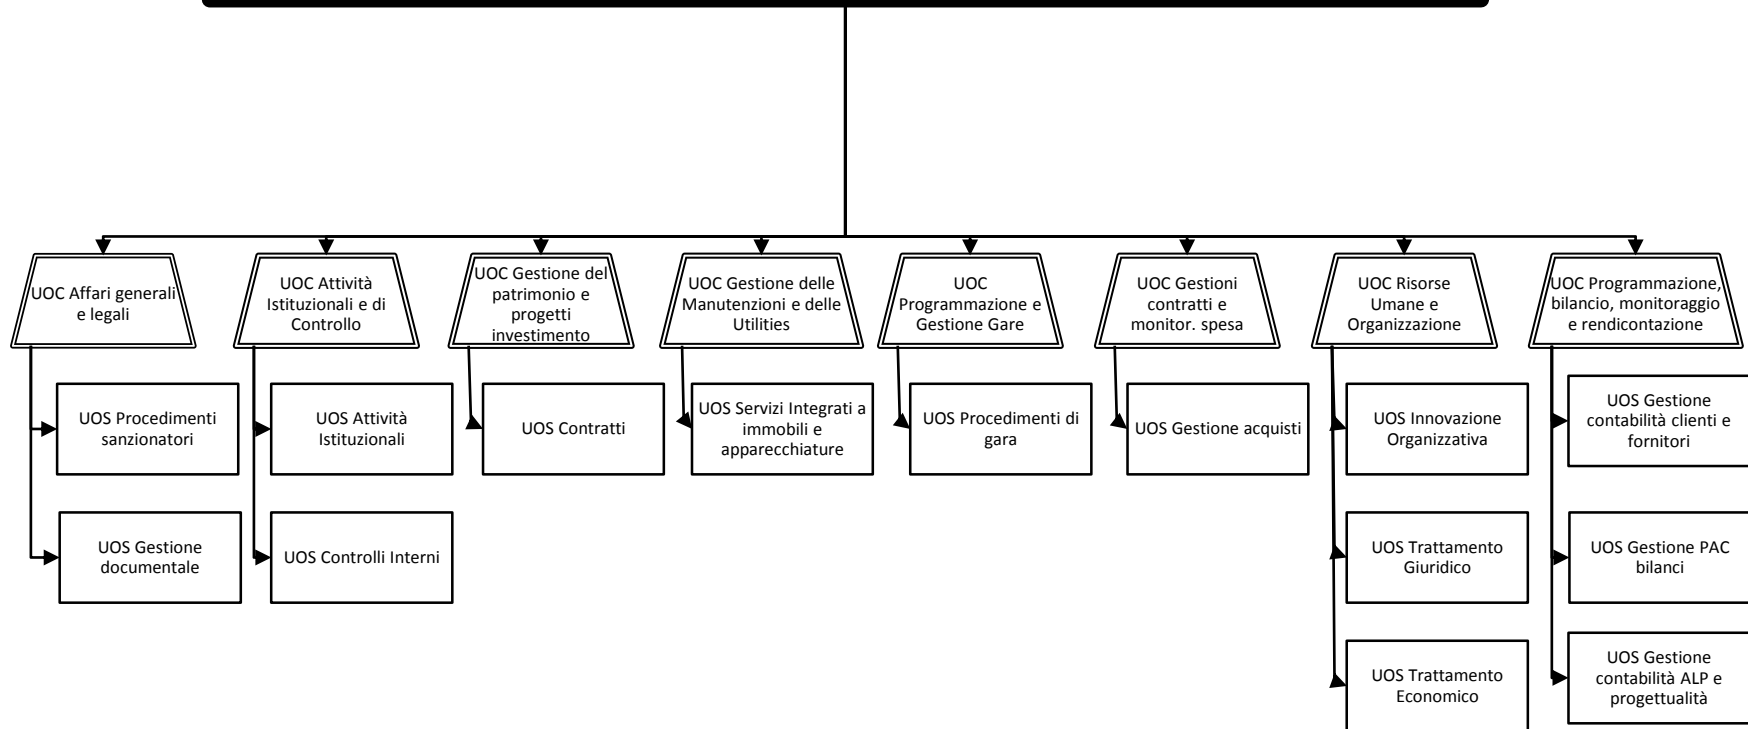 UOC Affari generali
e legali
UOC Attività
Istituzionali e di
Controllo
UOC Gestione del
patrimonio e
progetti
investimento
UOC Gestione delle
Manutenzioni e delle
Utilities
UOC
Programmazione e
Gestione Gare
UOC Gestioni
contratti e
monitor. spesa
UOC Risorse
Umane e
Organizzazione
UOC Programmazione,
bilancio, monitoraggio
e rendicontazione
UOS Procedimenti
sanzionatori
UOS Attività
Istituzionali
UOS Contratti
UOS Servizi Integrati a
immobili e
apparecchiature
UOS Procedimenti di
gara
UOS Gestione acquisti
UOS Innovazione
Organizzativa
UOS Gestione
contabilità clienti e
fornitori
UOS Gestione
documentale
UOS Controlli Interni
UOS Trattamento
Giuridico
UOS Gestione PAC
bilanci
UOS Trattamento
Economico
UOS Gestione
contabilità ALP e
progettualità